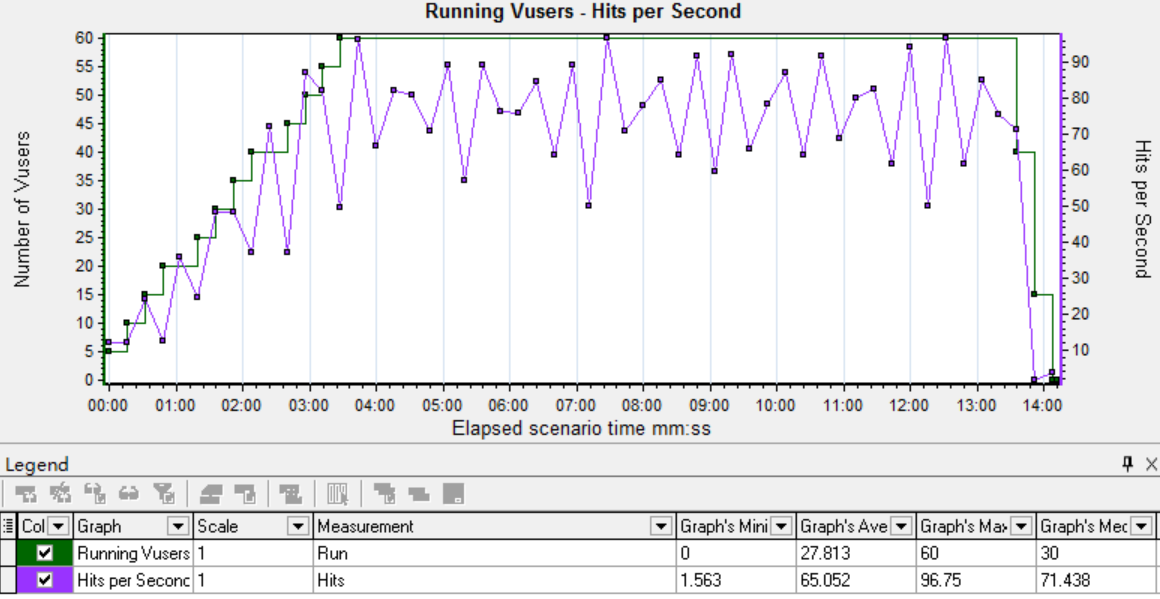 Running Vusers - Hits per Second
60
55
50
45
40
35
30
25
20
15
10
5
0
Number of Vusers
90
80
70
60
50
40
30
20
10
Hits per Second
00:00 01:00 02:00 03:00 04:00 05:00 06:00 07:00 08:00 09:00 10:00 11:00 12:00 13:00 14:00
Elapsed scenario time mm:ss
Legend
Col Graph Scale Measurement Graph's Mini Graph's Ave Graph's Max Graph's Mec
Running Vusers 1 Run 0 27.813 60 30
Hits per Second 1 Hits 1.563 65.052 96.75 71.438